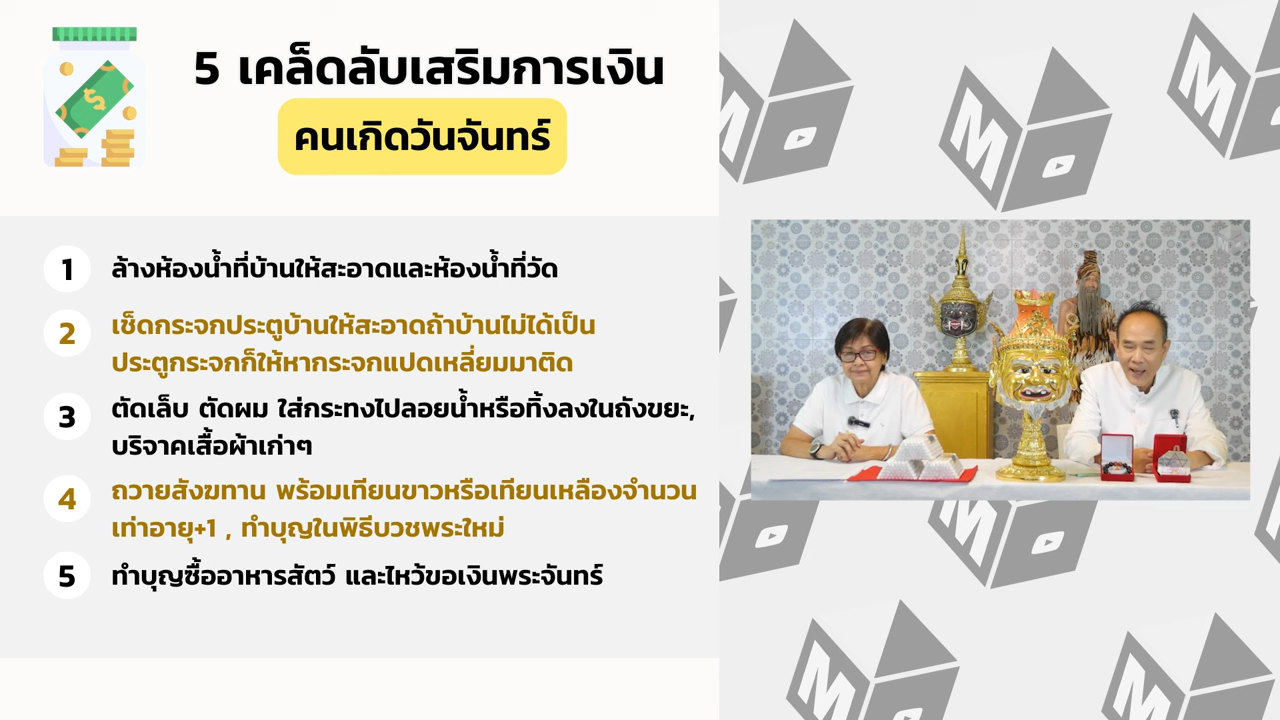 5 เคล็ดลับเสริมการเงิน
คนเกิดวันจันทร์
1 ล้างห้องน้ำที่บ้านให้สะอาดและห้องน้ำที่วัด
2 เช็ดกระจกประตูบ้านให้สะอาดถ้าบ้านไม่ได้เป็น
ประตูกระจกก็ให้หากระจกแปดเหลี่ยมมาติด
3 ตัดเล็บ ตัดผม ใส่กระทงไปลอยน้ำหรือทิ้งลงในถังขยะ,
บริจาคเสื้อผ้าเก่าๆ
4 ถวายสังฆทาน พร้อมเทียนขาวหรือเทียนเหลืองจำนวน
เท่าอายุ+1 , ทำบุญในพิธีบวชพระใหม่
5 ทำบุญซื้ออาหารสัตว์ และไหว้ขอเงินพระจันทร์
M
M
M
M
M
M
M